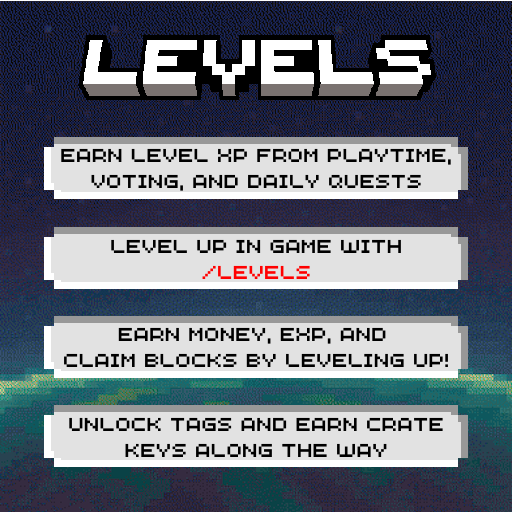 LEVELS
EARN LEVEL XP FROM PLAYTIME,
VOTING, AND DAILY QUESTS
LEVEL UP IN GAME WITH
/LEVELS
EARN MONEY, EXP, AND
CLAIM BLOCKS BY LEVELING UP!
UNLOCK TAGS AND EARN CRATE
KEYS ALONG THE WAY